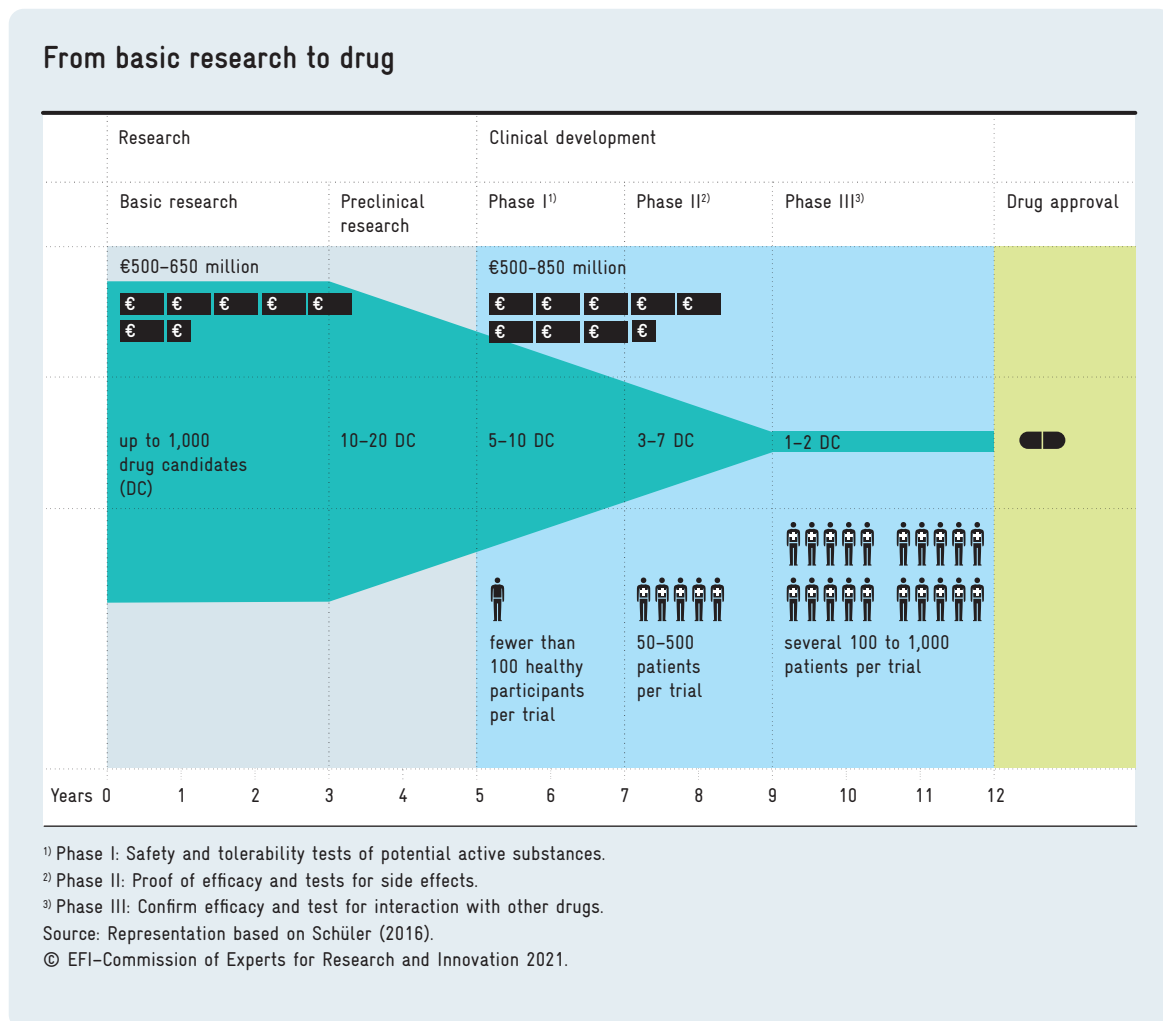 From basic research to drug
Research
Clinical development
Basic research
Preclinical
research
Phase I¹⁾
Phase II²⁾
Phase III³⁾
Drug approval
€500–650 million
€ € € € €
€ €
€500–850 million
€ € € € €
€ € € €
up to 1,000
drug candidates
(DC)
10–20 DC
5–10 DC
3–7 DC
1–2 DC
fewer than
100 healthy
participants
per trial
50–500
patients
per trial
several 100 to 1,000
patients per trial
Years 0 1 2 3 4 5 6 7 8 9 10 11 12
¹⁾ Phase I: Safety and tolerability tests of potential active substances.
²⁾ Phase II: Proof of efficacy and tests for side effects.
³⁾ Phase III: Confirm efficacy and test for interaction with other drugs.
Source: Representation based on Schüler (2016).
© EFI–Commission of Experts for Research and Innovation 2021.